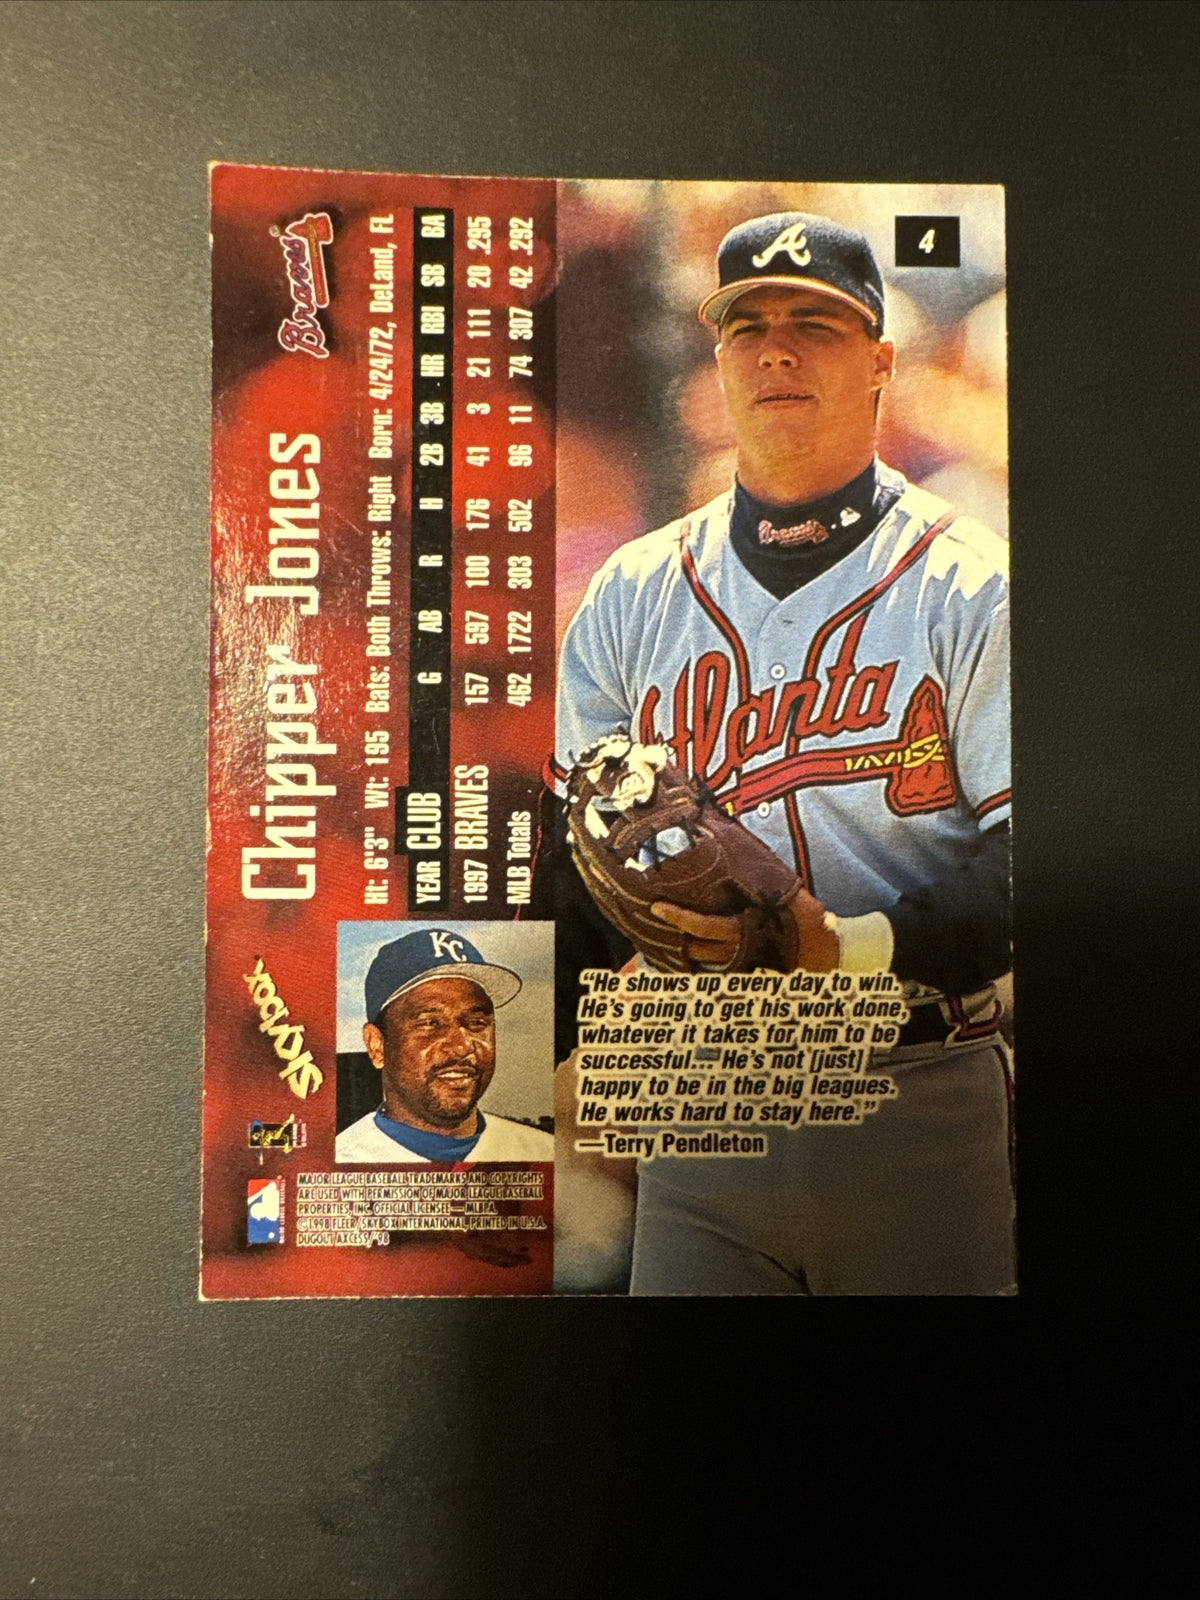 4
Chipper Jones
Braves
Ht: 6'3" Wt: 195 Bats: Both Throws: Right Born: 4/24/72, DeLand, FL
YEAR CLUB G AB R H 2B 3B HR RBI SB BA
1997 BRAVES 157 597 100 176 41 3 21 111 20 .295
MLB Totals 462 1722 303 502 96 11 74 307 42 .292
Skybox
A
Braves
Atlanta
KC
"He shows up every day to win.
He's going to get his work done,
whatever it takes for him to be
successful... He's not [just]
happy to be in the big leagues.
He works hard to stay here."
—Terry Pendleton
MAJOR LEAGUE BASEBALL TRADEMARKS AND COPYRIGHTS
ARE USED WITH PERMISSION OF MAJOR LEAGUE BASEBALL
PROPERTIES, INC. OFFICIAL LICENSEE — MLBPA
©1998 FLEER/SKYBOX INTERNATIONAL, PRINTED IN U.S.A.
DUGOUT AXCESS/'98